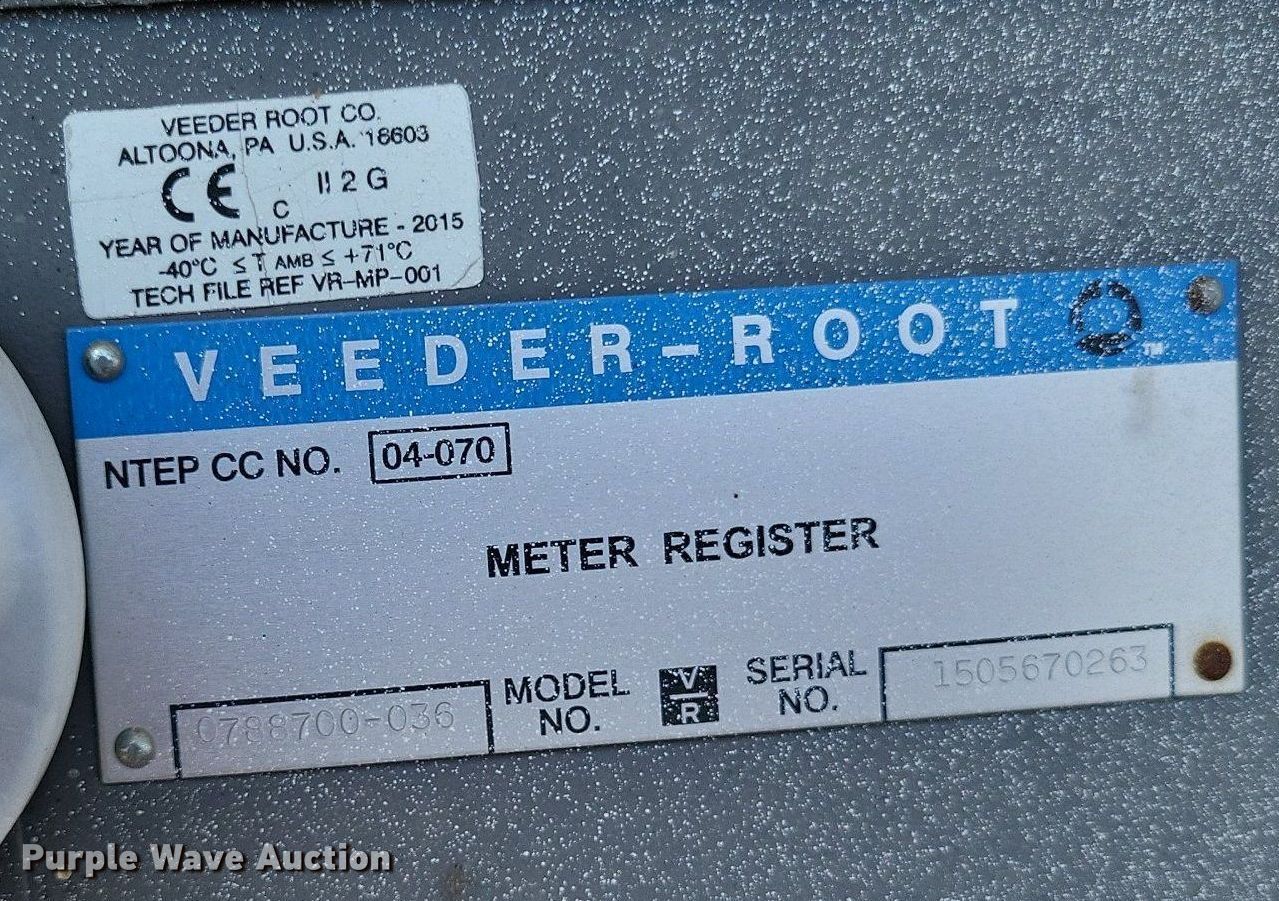 VEEDER ROOT CO.
ALTOONA, PA U.S.A. 16603
CE II 2 G
C
YEAR OF MANUFACTURE - 2015
-40°C ≤ T AMB ≤ +71°C
TECH FILE REF VR-MP-001
VEEDER-ROOT ™
NTEP CC NO. 04-070
METER REGISTER
0788700-036 MODEL NO. V/R SERIAL NO. 1505670263
Purple Wave Auction